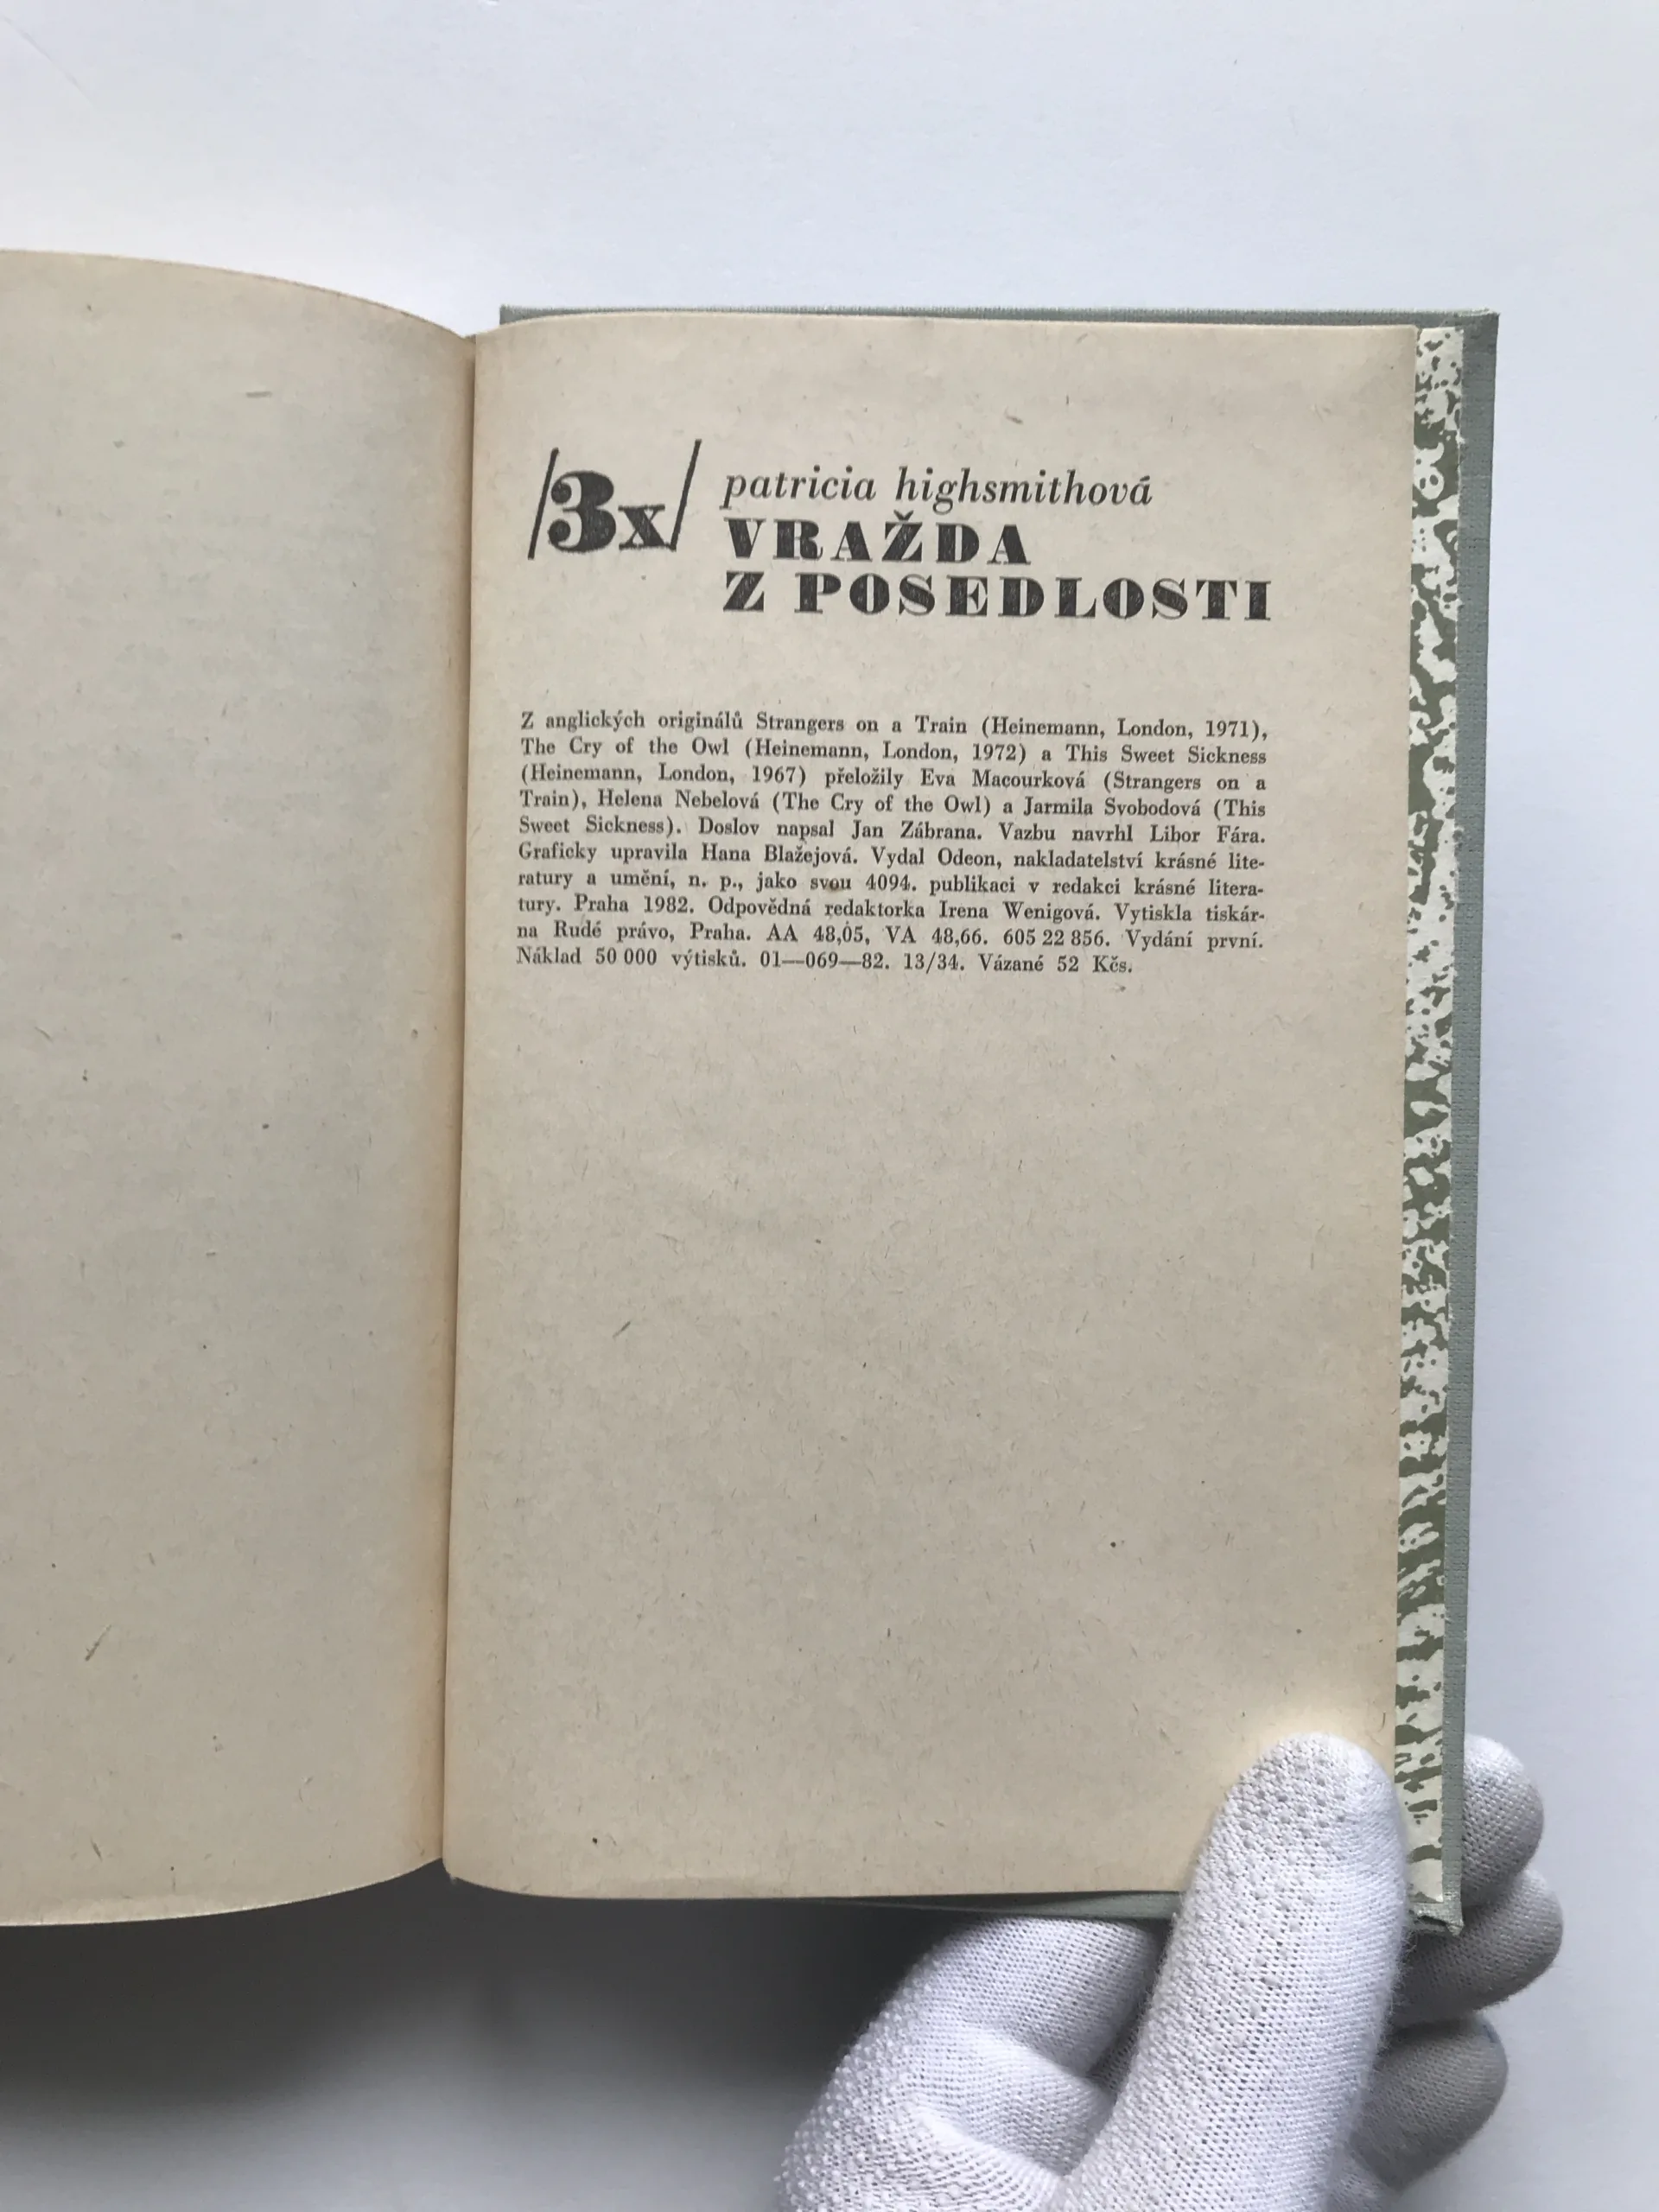 /3x/ patricia highsmithová
VRAŽDA
Z POSEDLOSTI
Z anglických originálů Strangers on a Train (Heinemann, London, 1971),
The Cry of the Owl (Heinemann, London, 1972) a This Sweet Sickness
(Heinemann, London, 1967) přeložily Eva Macourková (Strangers on a
Train), Helena Nebelová (The Cry of the Owl) a Jarmila Svobodová (This
Sweet Sickness). Doslov napsal Jan Zábrana. Vazbu navrhl Libor Fára.
Graficky upravila Hana Blažejová. Vydal Odeon, nakladatelství krásné lite-
ratury a umění, n. p., jako svou 4094. publikaci v redakci krásné litera-
tury. Praha 1982. Odpovědná redaktorka Irena Wenigová. Vytiskla tiskár-
na Rudé právo, Praha. AA 48,05, VA 48,66. 605 22 856. Vydání první.
Náklad 50 000 výtisků. 01—069—82. 13/34. Vázané 52 Kčs.